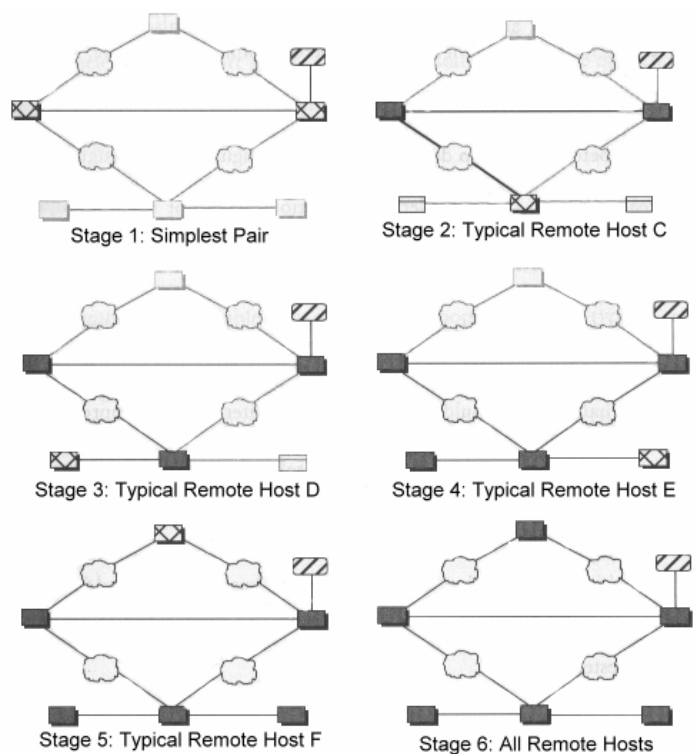 Stage 1: Simplest Pair
Stage 2: Typical Remote Host C
Stage 3: Typical Remote Host D
Stage 4: Typical Remote Host E
Stage 5: Typical Remote Host F
Stage 6: All Remote Hosts